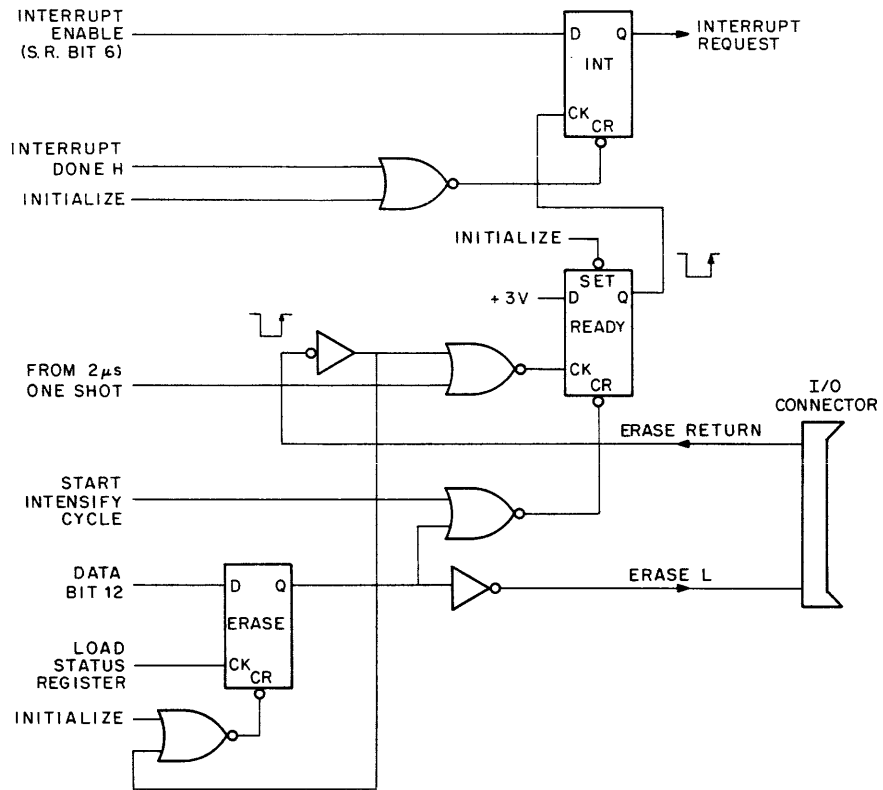 INTERRUPT
ENABLE
(S.R. BIT 6)
D Q
INT
CK
CR
INTERRUPT
REQUEST
INTERRUPT
DONE H
INITIALIZE
INITIALIZE
SET
+3V
D Q
READY
CK
CR
FROM 2μs
ONE SHOT
I/O
CONNECTOR
ERASE RETURN
START
INTENSIFY
CYCLE
DATA
BIT 12
D Q
ERASE
CK
CR
ERASE L
LOAD
STATUS
REGISTER
INITIALIZE